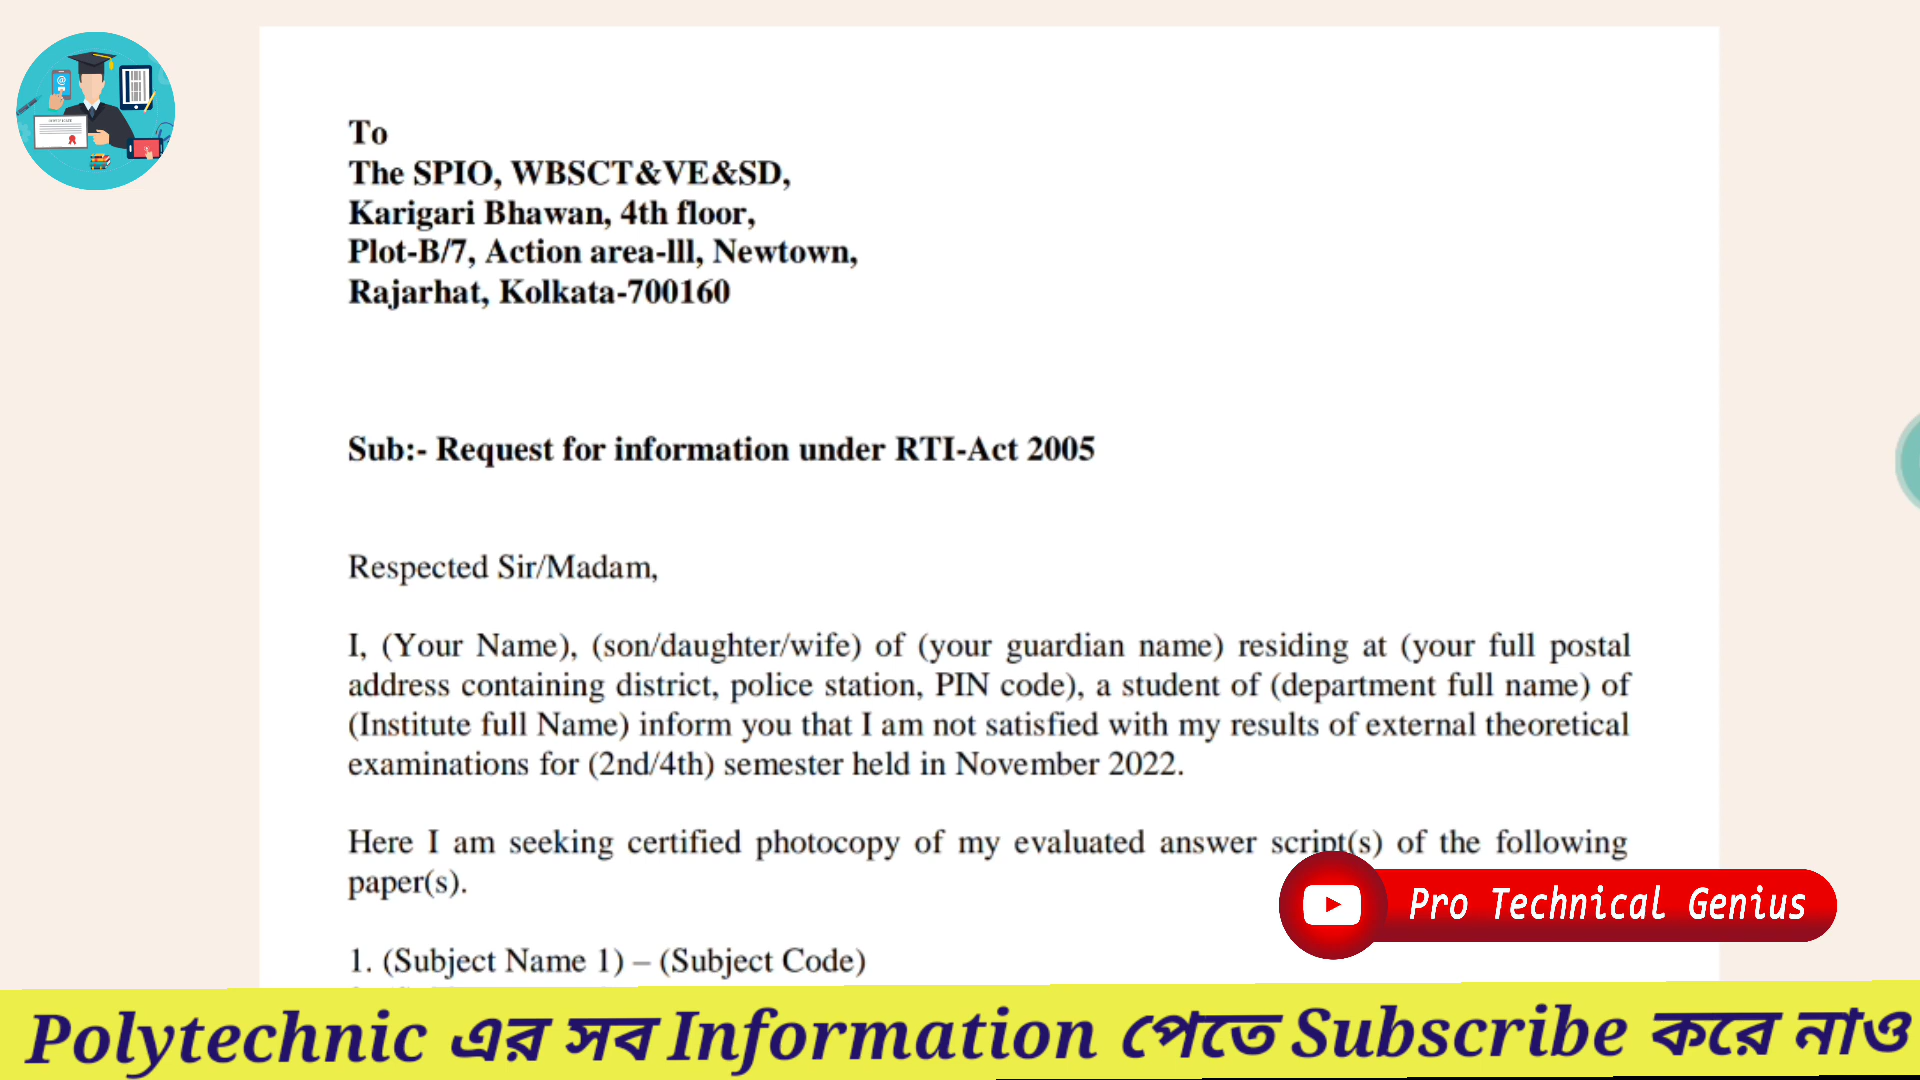 To
The SPIO, WBSCT&VE&SD,
Karigari Bhawan, 4th floor,
Plot-B/7, Action area-lll, Newtown,
Rajarhat, Kolkata-700160
Sub:- Request for information under RTI-Act 2005
Respected Sir/Madam,
I, (Your Name), (son/daughter/wife) of (your guardian name) residing at (your full postal
address containing district, police station, PIN code), a student of (department full name) of
(Institute full Name) inform you that I am not satisfied with my results of external theoretical
examinations for (2nd/4th) semester held in November 2022.
Here I am seeking certified photocopy of my evaluated answer script(s) of the following
paper(s).
Pro Technical Genius
1. (Subject Name 1) – (Subject Code)
Polytechnic এর সব Information পেতে Subscribe করে নাও